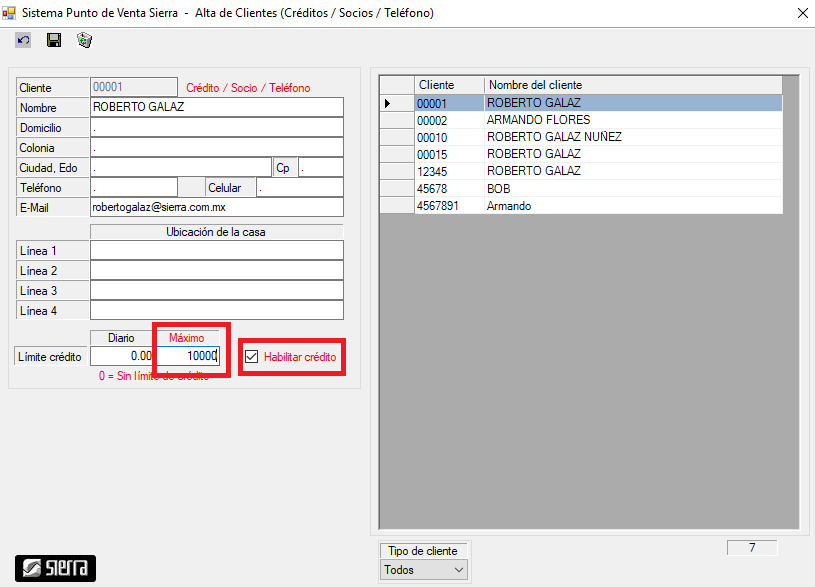 Sistema Punto de Venta Sierra - Alta de Clientes (Créditos / Socios / Teléfono)
Cliente 00001 Crédito / Socio / Teléfono
Nombre ROBERTO GALAZ
Domicilio .
Colonia .
Ciudad, Edo . Cp .
Teléfono . Celular .
E-Mail robertogalaz@sierra.com.mx
Ubicación de la casa
Línea 1
Línea 2
Línea 3
Línea 4
Diario Máximo
Límite crédito 0.00 10000 Habilitar crédito
0 = Sin límite de crédito
Cliente Nombre del cliente
00001 ROBERTO GALAZ
00002 ARMANDO FLORES
00010 ROBERTO GALAZ NUÑEZ
00015 ROBERTO GALAZ
12345 ROBERTO GALAZ
45678 BOB
4567891 Armando
Tipo de cliente 7
Todos
sierra